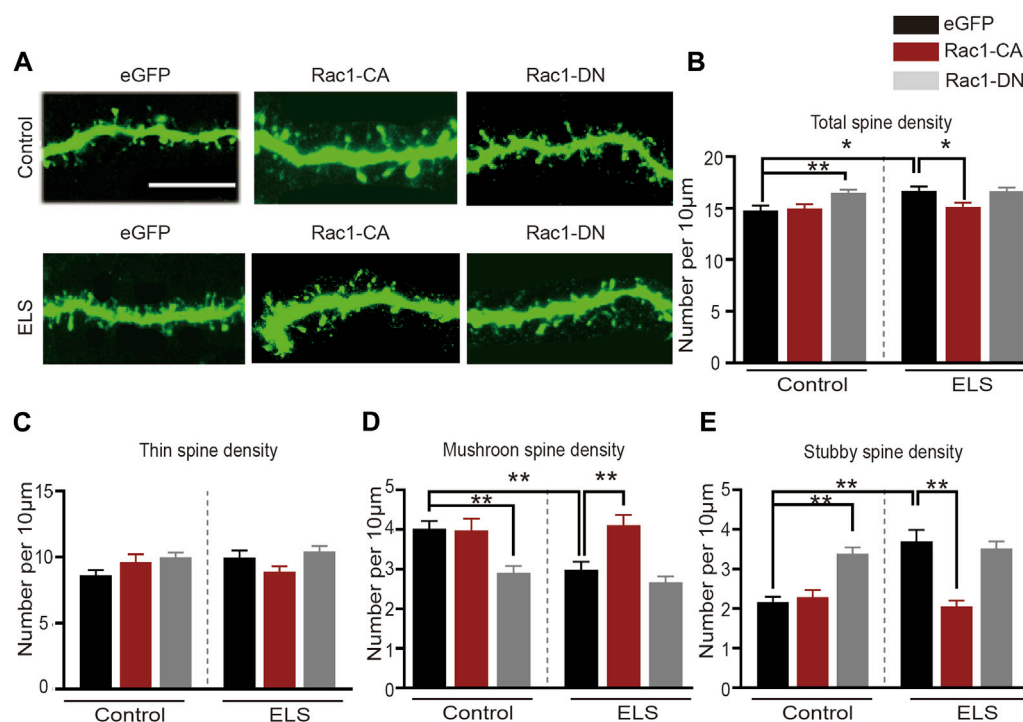 eGFP
Rac1-CA
Rac1-DN
A
eGFP
Rac1-CA
Rac1-DN
Control
eGFP
Rac1-CA
Rac1-DN
ELS
B
Total spine density
Number per 10μm
20
15
10
5
0
*
**
*
Control
ELS
C
Thin spine density
Number per 10μm
15
10
5
0
Control
ELS
D
Mushroon spine density
Number per 10μm
5
4
3
2
1
0
**
**
**
Control
ELS
E
Stubby spine density
Number per 10μm
5
4
3
2
1
0
**
**
**
Control
ELS